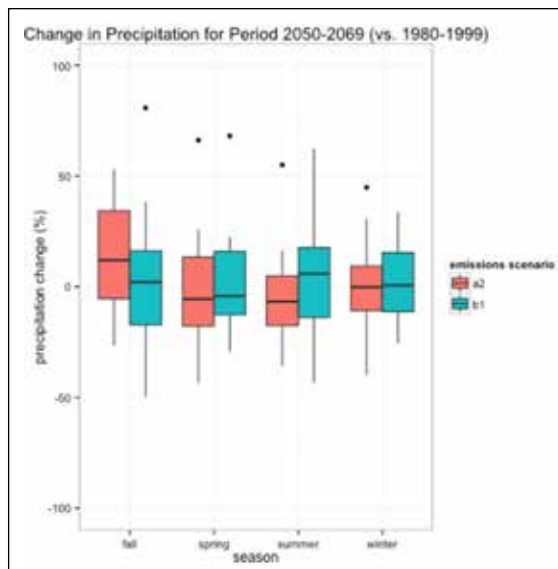 Change in Precipitation for Period 2050-2069 (vs. 1980-1999)
100
50
0
-50
-100
precipitation change (%)
fall
spring
summer
winter
season
emissions scenario
a2
b1